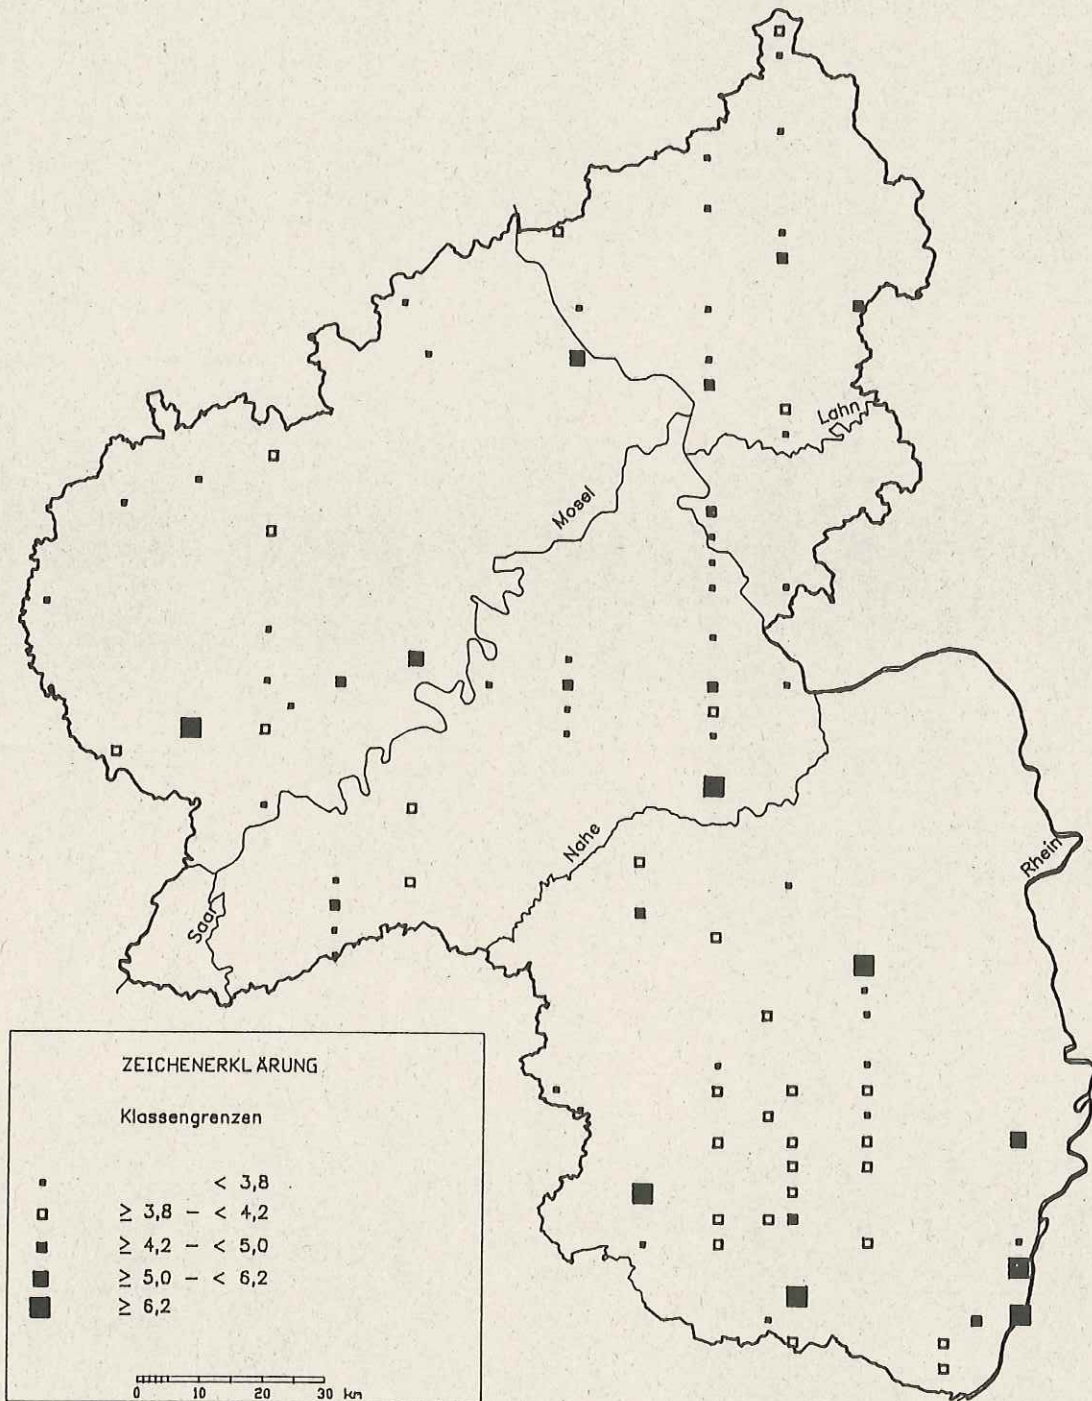 Lahn
Mosel
Nahe
Rhein
Saar
ZEICHENERKLÄRUNG
Klassengrenzen
< 3,8
≥ 3,8 - < 4,2
≥ 4,2 - < 5,0
≥ 5,0 - < 6,2
≥ 6,2
0 10 20 30 km